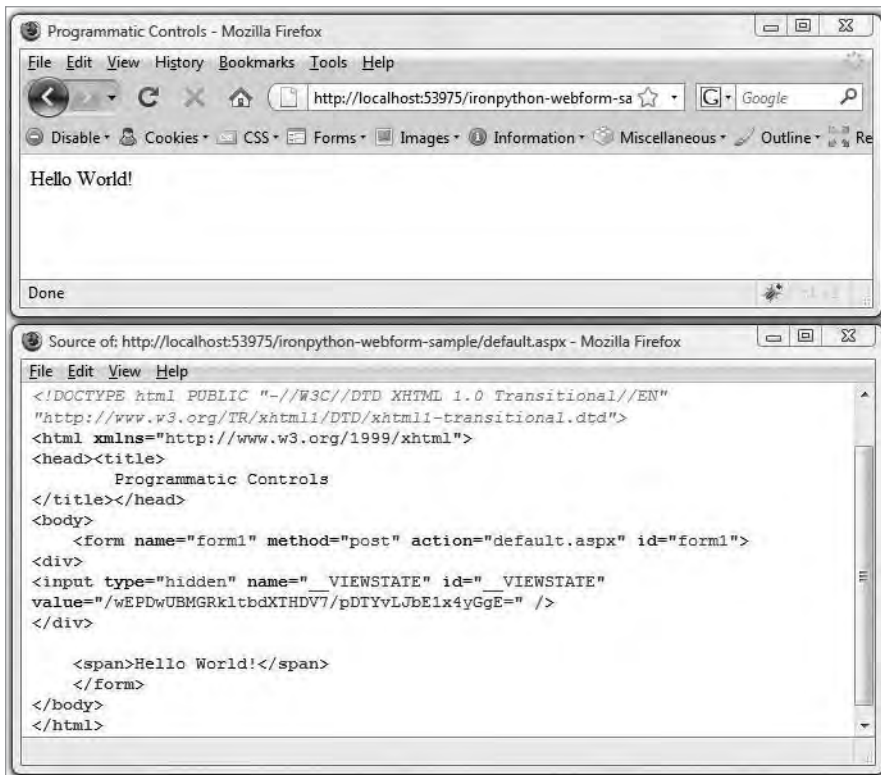 Programmatic Controls - Mozilla Firefox
File Edit View History Bookmarks Tools Help
http://localhost:53975/ironpython-webform-sa G Google
Disable Cookies CSS Forms Images Information Miscellaneous Outline Re
Hello World!
Done
Source of: http://localhost:53975/ironpython-webform-sample/default.aspx - Mozilla Firefox
File Edit View Help
<!DOCTYPE html PUBLIC "-//W3C//DTD XHTML 1.0 Transitional//EN"
"http://www.w3.org/TR/xhtml1/DTD/xhtml1-transitional.dtd">
<html xmlns="http://www.w3.org/1999/xhtml">
<head><title>
Programmatic Controls
</title></head>
<body>
<form name="form1" method="post" action="default.aspx" id="form1">
<div>
<input type="hidden" name="__VIEWSTATE" id="__VIEWSTATE"
value="/wEPDwUBMGRkltbdXTHDV7/pDTYvLJbE1x4yGgE=" />
</div>
<span>Hello World!</span>
</form>
</body>
</html>